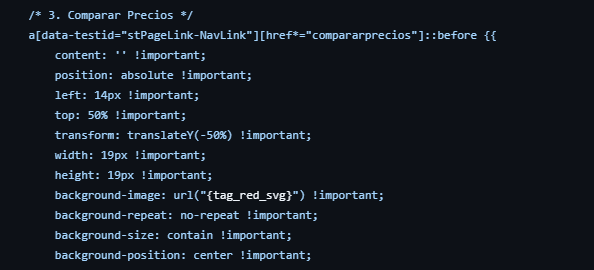 /* 3. Comparar Precios */
a[data-testid="stPageLink-NavLink"][href*="compararprecios"]::before {{
content: '' !important;
position: absolute !important;
left: 14px !important;
top: 50% !important;
transform: translateY(-50%) !important;
width: 19px !important;
height: 19px !important;
background-image: url("{tag_red_svg}") !important;
background-repeat: no-repeat !important;
background-size: contain !important;
background-position: center !important;